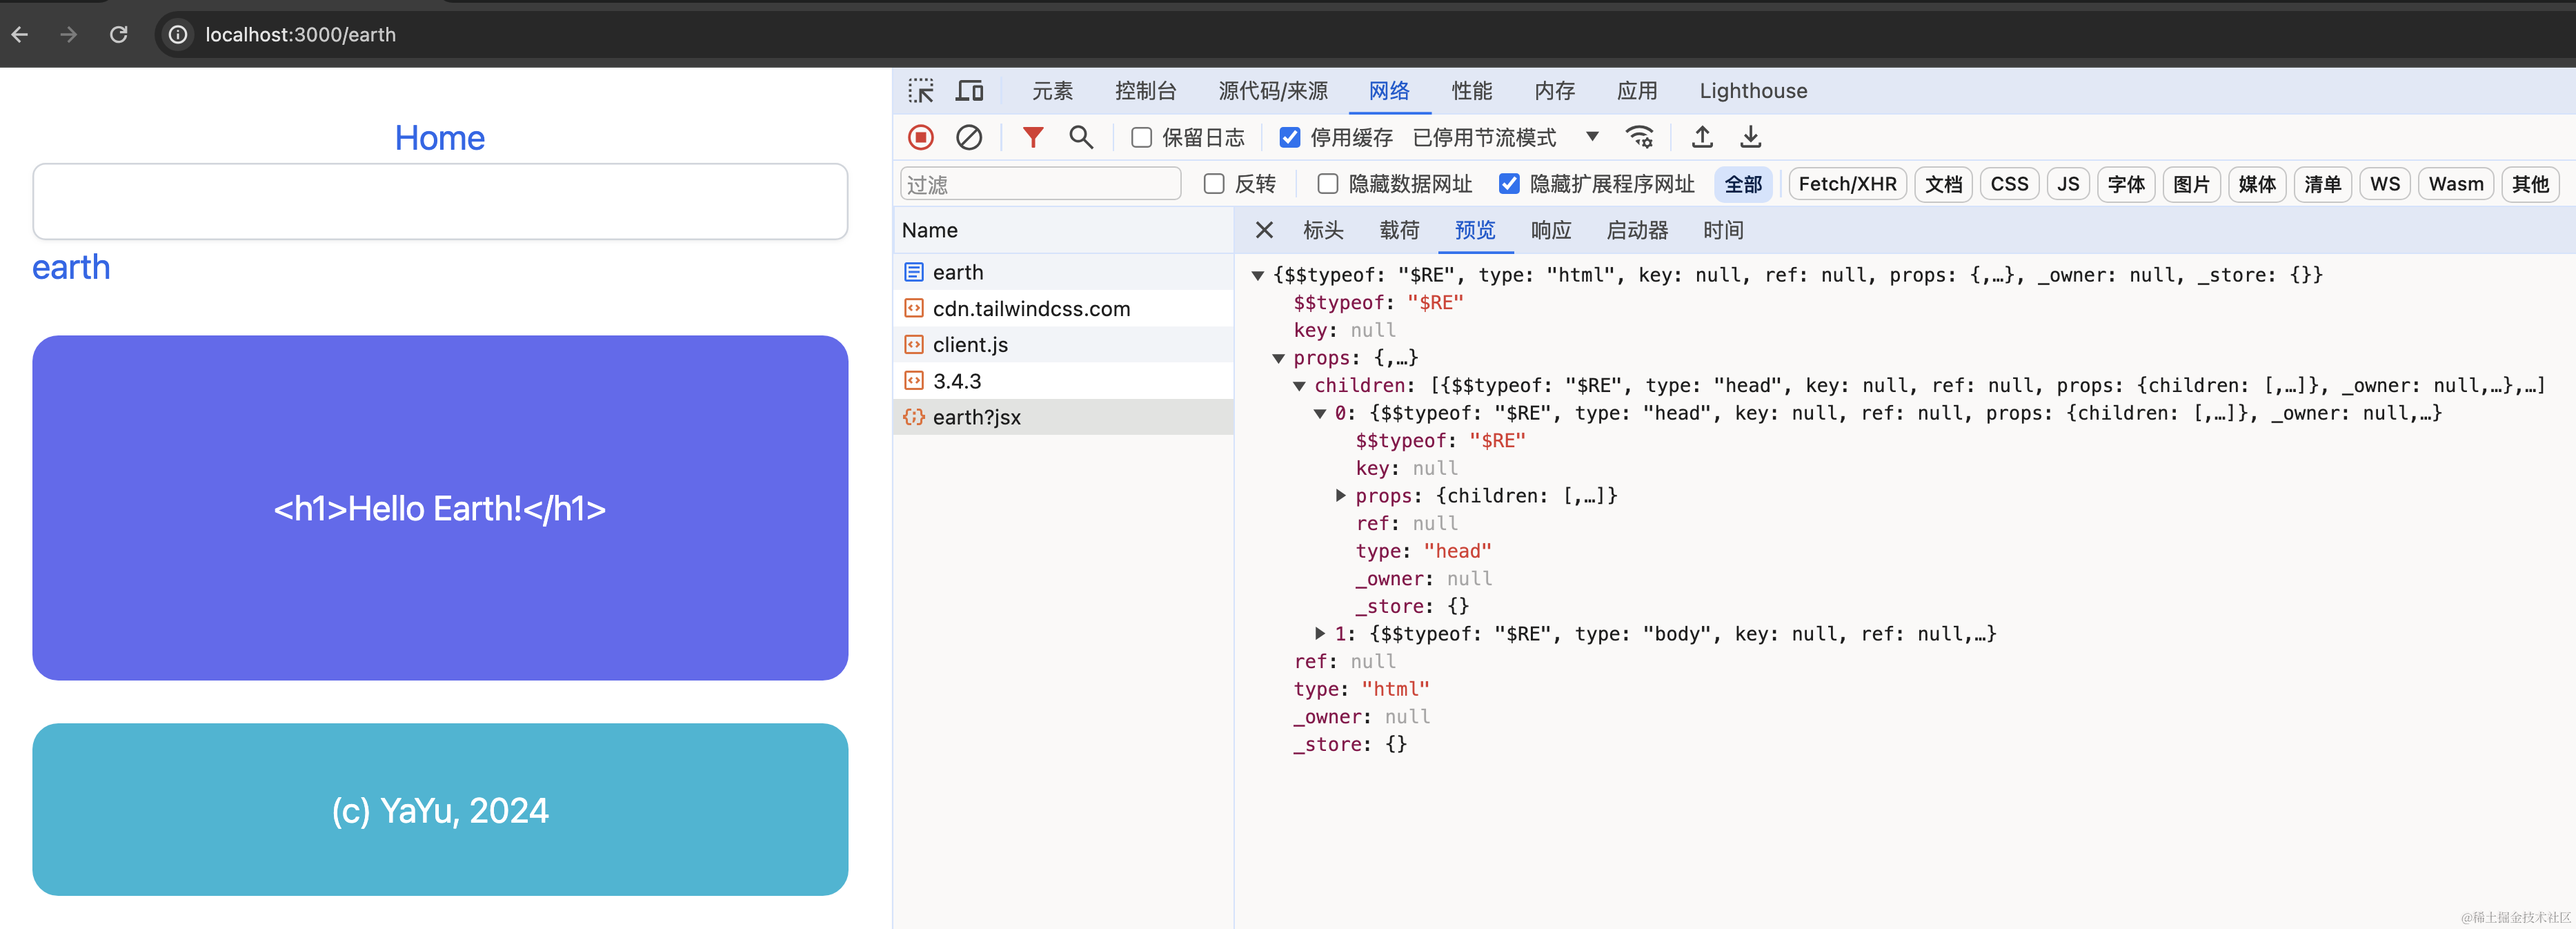 localhost:3000/earth
Home
earth
<h1>Hello Earth!</h1>
(c) YaYu, 2024
元素 控制台 源代码/来源 网络 性能 内存 应用 Lighthouse
保留日志 停用缓存 已停用节流模式
过滤 反转 隐藏数据网址 隐藏扩展程序网址 全部 Fetch/XHR 文档 CSS JS 字体 图片 媒体 清单 WS Wasm 其他
Name
earth
cdn.tailwindcss.com
client.js
3.4.3
earth?jsx
标头 载荷 预览 响应 启动器 时间
{$$typeof: "$RE", type: "html", key: null, ref: null, props: {,…}, _owner: null, _store: {}}
$$typeof: "$RE"
key: null
props: {,…}
children: [{$$typeof: "$RE", type: "head", key: null, ref: null, props: {children: [,…]}, _owner: null,…},…]
0: {$$typeof: "$RE", type: "head", key: null, ref: null, props: {children: [,…]}, _owner: null,…}
$$typeof: "$RE"
key: null
props: {children: [,…]}
ref: null
type: "head"
_owner: null
_store: {}
1: {$$typeof: "$RE", type: "body", key: null, ref: null,…}
ref: null
type: "html"
_owner: null
_store: {}
@稀土掘金技术社区